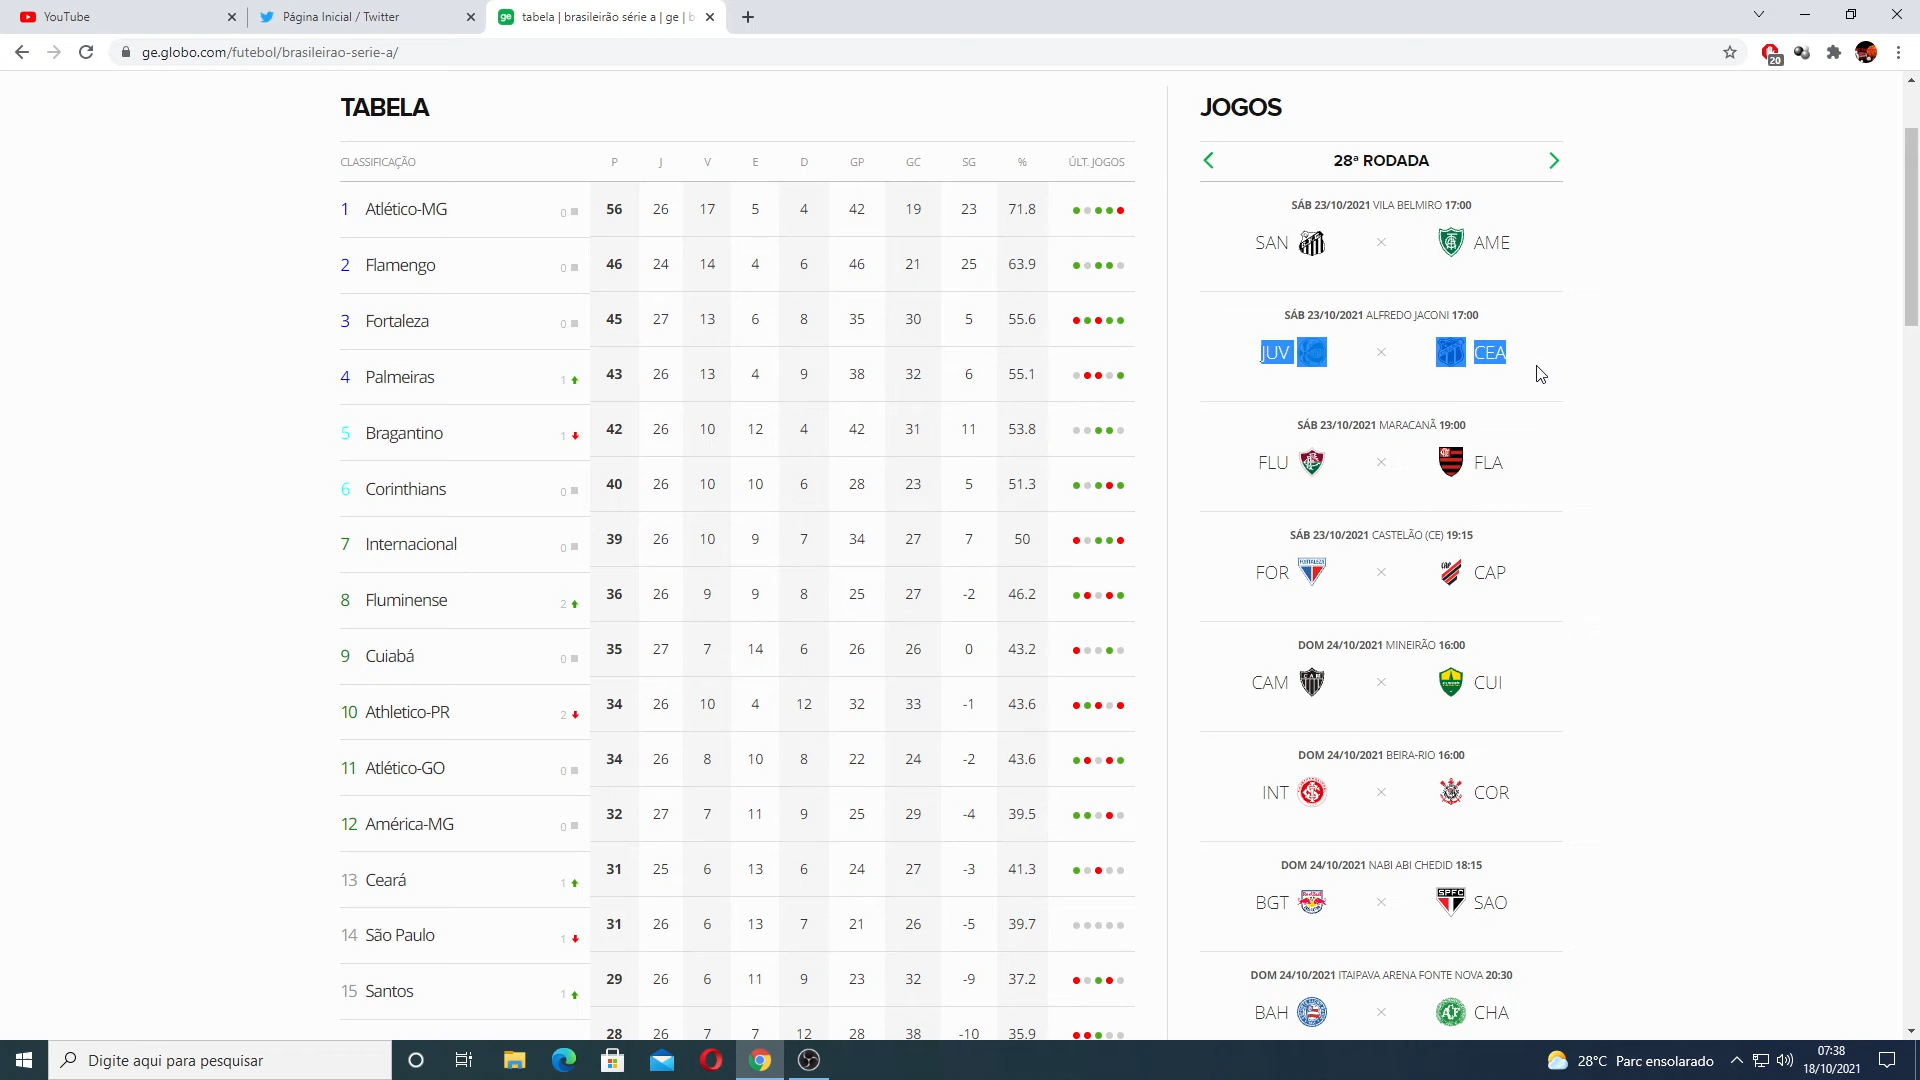 YouTube
Página Inicial / Twitter
ge
tabela | brasileirão série a | ge | b
ge.globo.com/futebol/brasileirao-serie-a/
20
TABELA
CLASSIFICAÇÃO P J V E D GP GC SG % ÚLT. JOGOS
1 Atlético-MG 0 56 26 17 5 4 42 19 23 71.8
2 Flamengo 0 46 24 14 4 6 46 21 25 63.9
3 Fortaleza 0 45 27 13 6 8 35 30 5 55.6
4 Palmeiras 1 43 26 13 4 9 38 32 6 55.1
5 Bragantino 1 42 26 10 12 4 42 31 11 53.8
6 Corinthians 0 40 26 10 10 6 28 23 5 51.3
7 Internacional 0 39 26 10 9 7 34 27 7 50
8 Fluminense 2 36 26 9 9 8 25 27 -2 46.2
9 Cuiabá 0 35 27 7 14 6 26 26 0 43.2
10 Athletico-PR 2 34 26 10 4 12 32 33 -1 43.6
11 Atlético-GO 0 34 26 8 10 8 22 24 -2 43.6
12 América-MG 0 32 27 7 11 9 25 29 -4 39.5
13 Ceará 1 31 25 6 13 6 24 27 -3 41.3
14 São Paulo 1 31 26 6 13 7 21 26 -5 39.7
15 Santos 1 29 26 6 11 9 23 32 -9 37.2
28 26 7 7 12 28 38 -10 35.9
JOGOS
28ª RODADA
SÁB 23/10/2021 VILA BELMIRO 17:00
SAN × AME
SÁB 23/10/2021 ALFREDO JACONI 17:00
JUV × CEA
SÁB 23/10/2021 MARACANÃ 19:00
FLU × FLA
SÁB 23/10/2021 CASTELÃO (CE) 19:15
FOR × CAP
DOM 24/10/2021 MINEIRÃO 16:00
CAM × CUI
DOM 24/10/2021 BEIRA-RIO 16:00
INT × COR
DOM 24/10/2021 NABI ABI CHEDID 18:15
BGT × SAO
DOM 24/10/2021 ITAIPAVA ARENA FONTE NOVA 20:30
BAH × CHA
Digite aqui para pesquisar
28°C Parc ensolarado
07:38
18/10/2021